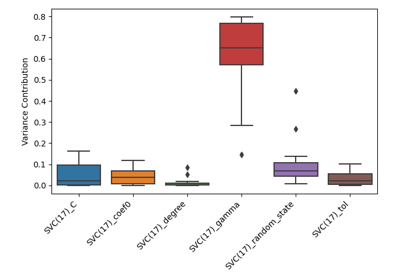 0.8
0.7
0.6
0.5
0.4
0.3
0.2
0.1
0.0
Variance Contribution
SVC(17)_C
SVC(17)_coef0
SVC(17)_degree
SVC(17)_gamma
SVC(17)_random_state
SVC(17)_tol